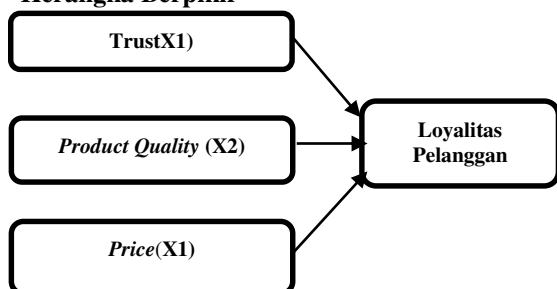 Kerangka Berpikir
TrustX1)
Product Quality (X2)
Loyalitas
Pelanggan
Price(X1)